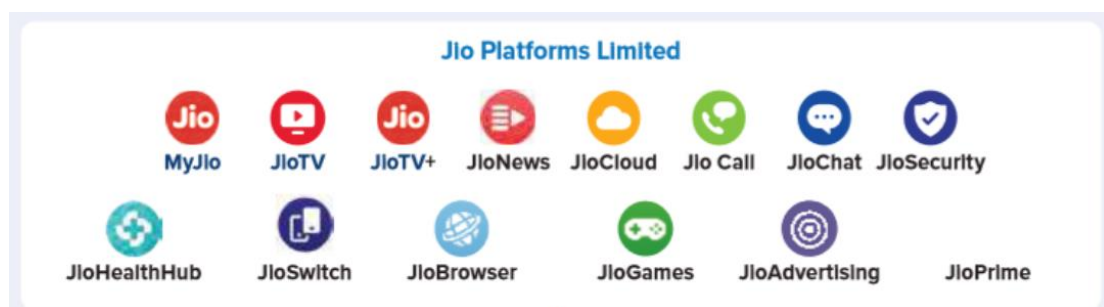 Jio Platforms Limited
Jio Jio
MyJio JioTV JioTV+ JioNews JioCloud Jio Call JioChat JioSecurity
JioHealthHub JioSwitch JioBrowser JioGames JioAdvertising JioPrime